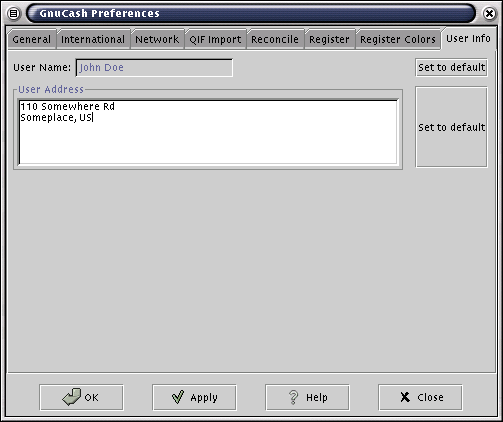 GnuCash Preferences
General International Network QIF Import Reconcile Register Register Colors User Info
User Name: John Doe Set to default
User Address
110 Somewhere Rd
Someplace, US
Set to default
OK Apply Help Close